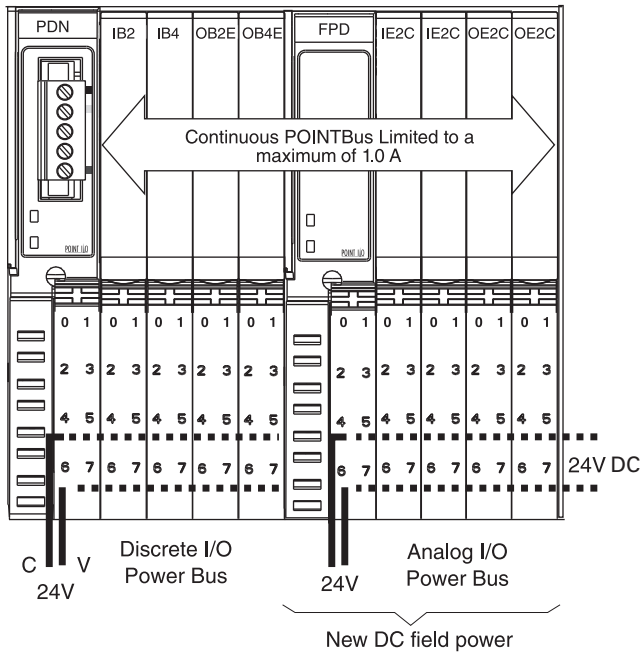 PDN IB2 IB4 OB2E OB4E FPD IE2C IE2C OE2C OE2C
Continuous POINTBus Limited to a
maximum of 1.0 A
POINT I/O POINT I/O
0 1 0 1 0 1 0 1 0 1 0 1 0 1 0 1 0 1 0 1
2 3 2 3 2 3 2 3 2 3 2 3 2 3 2 3 2 3 2 3
4 5 4 5 4 5 4 5 4 5 4 5 4 5 4 5 4 5 4 5
6 7 6 7 6 7 6 7 6 7 6 7 6 7 6 7 6 7 6 7
24V DC
C V
24V
Discrete I/O
Power Bus
24V
Analog I/O
Power Bus
New DC field power